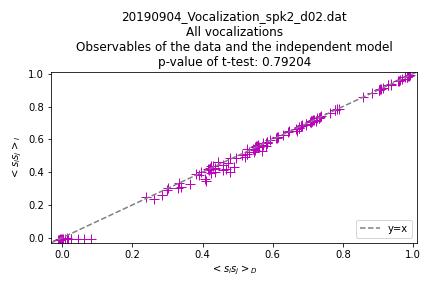 20190904_Vocalization_spk2_d02.dat
All vocalizations
Observables of the data and the independent model
p-value of t-test: 0.79204
1.0
0.8
0.6
0.4
0.2
0.0
< s_i s_j >_I
y=x
0.0 0.2 0.4 0.6 0.8 1.0
< s_i s_j >_D